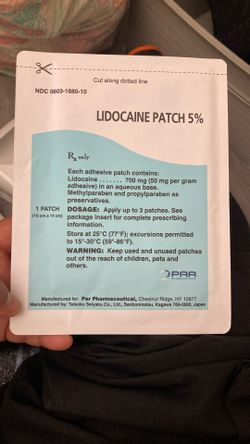 Cut along dotted line
NDC 0603-1880-10
LIDOCAINE PATCH 5%
Rx only
Each adhesive patch contains:
Lidocaine . . . . . . . 700 mg (50 mg per gram
adhesive) in an aqueous base.
Methylparaben and propylparaben as
preservatives.
1 PATCH
(10 cm x 14 cm)
DOSAGE: Apply up to 3 patches. See
package insert for complete prescribing
information.
Store at 25°C (77°F); excursions permitted
to 15°-30°C (59°-86°F).
WARNING: Keep used and unused patches
out of the reach of children, pets and
others.
PAR
Manufactured for: Par Pharmaceutical, Chestnut Ridge, NY 10977
Manufactured by: Teikoku Seiyaku Co., Ltd., Sanbonmatsu, Kagawa 769-2695, Japan